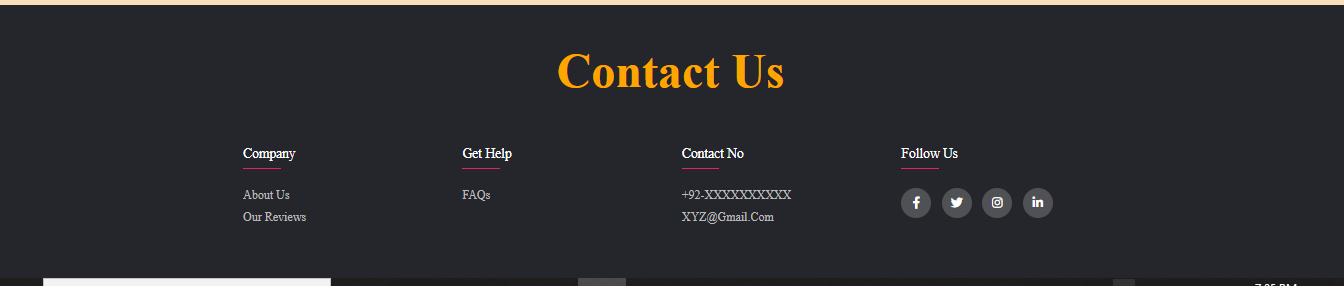 Contact Us
Company
About Us
Our Reviews
Get Help
FAQs
Contact No
+92-XXXXXXXXXX
XYZ@Gmail.Com
Follow Us